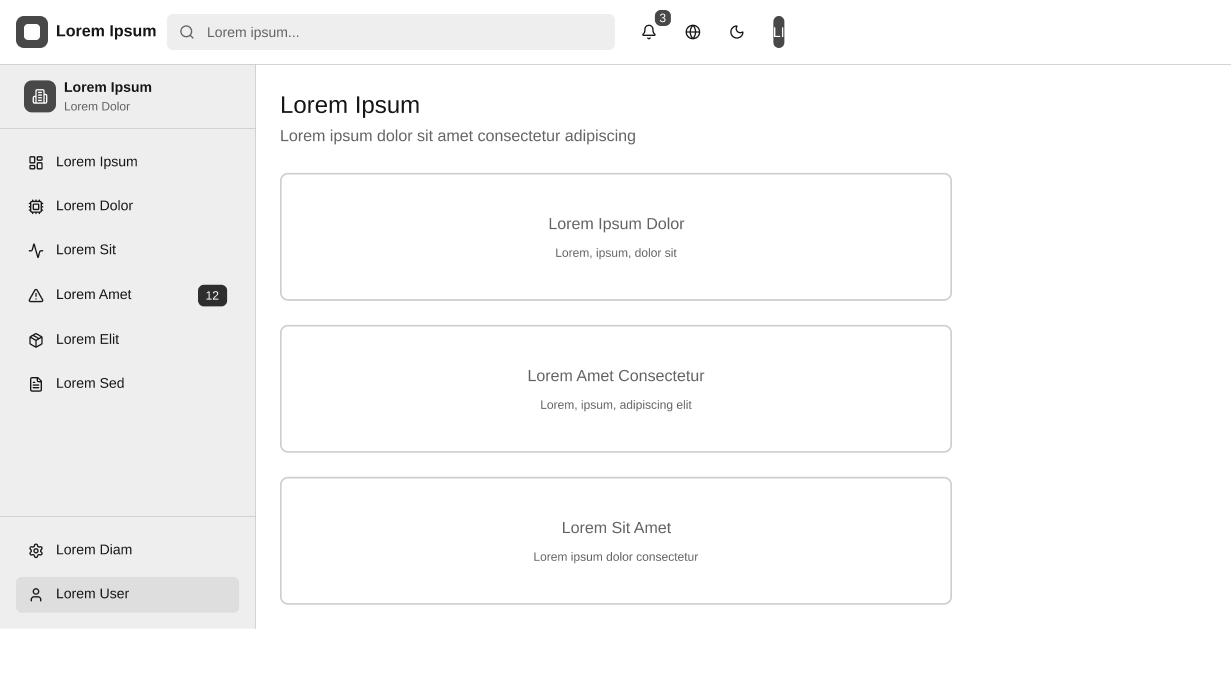 Lorem Ipsum
Lorem ipsum...
3
LI
Lorem Ipsum
Lorem Dolor
Lorem Ipsum
Lorem Dolor
Lorem Sit
Lorem Amet
12
Lorem Elit
Lorem Sed
Lorem Diam
Lorem User
Lorem Ipsum
Lorem ipsum dolor sit amet consectetur adipiscing
Lorem Ipsum Dolor
Lorem, ipsum, dolor sit
Lorem Amet Consectetur
Lorem, ipsum, adipiscing elit
Lorem Sit Amet
Lorem ipsum dolor consectetur